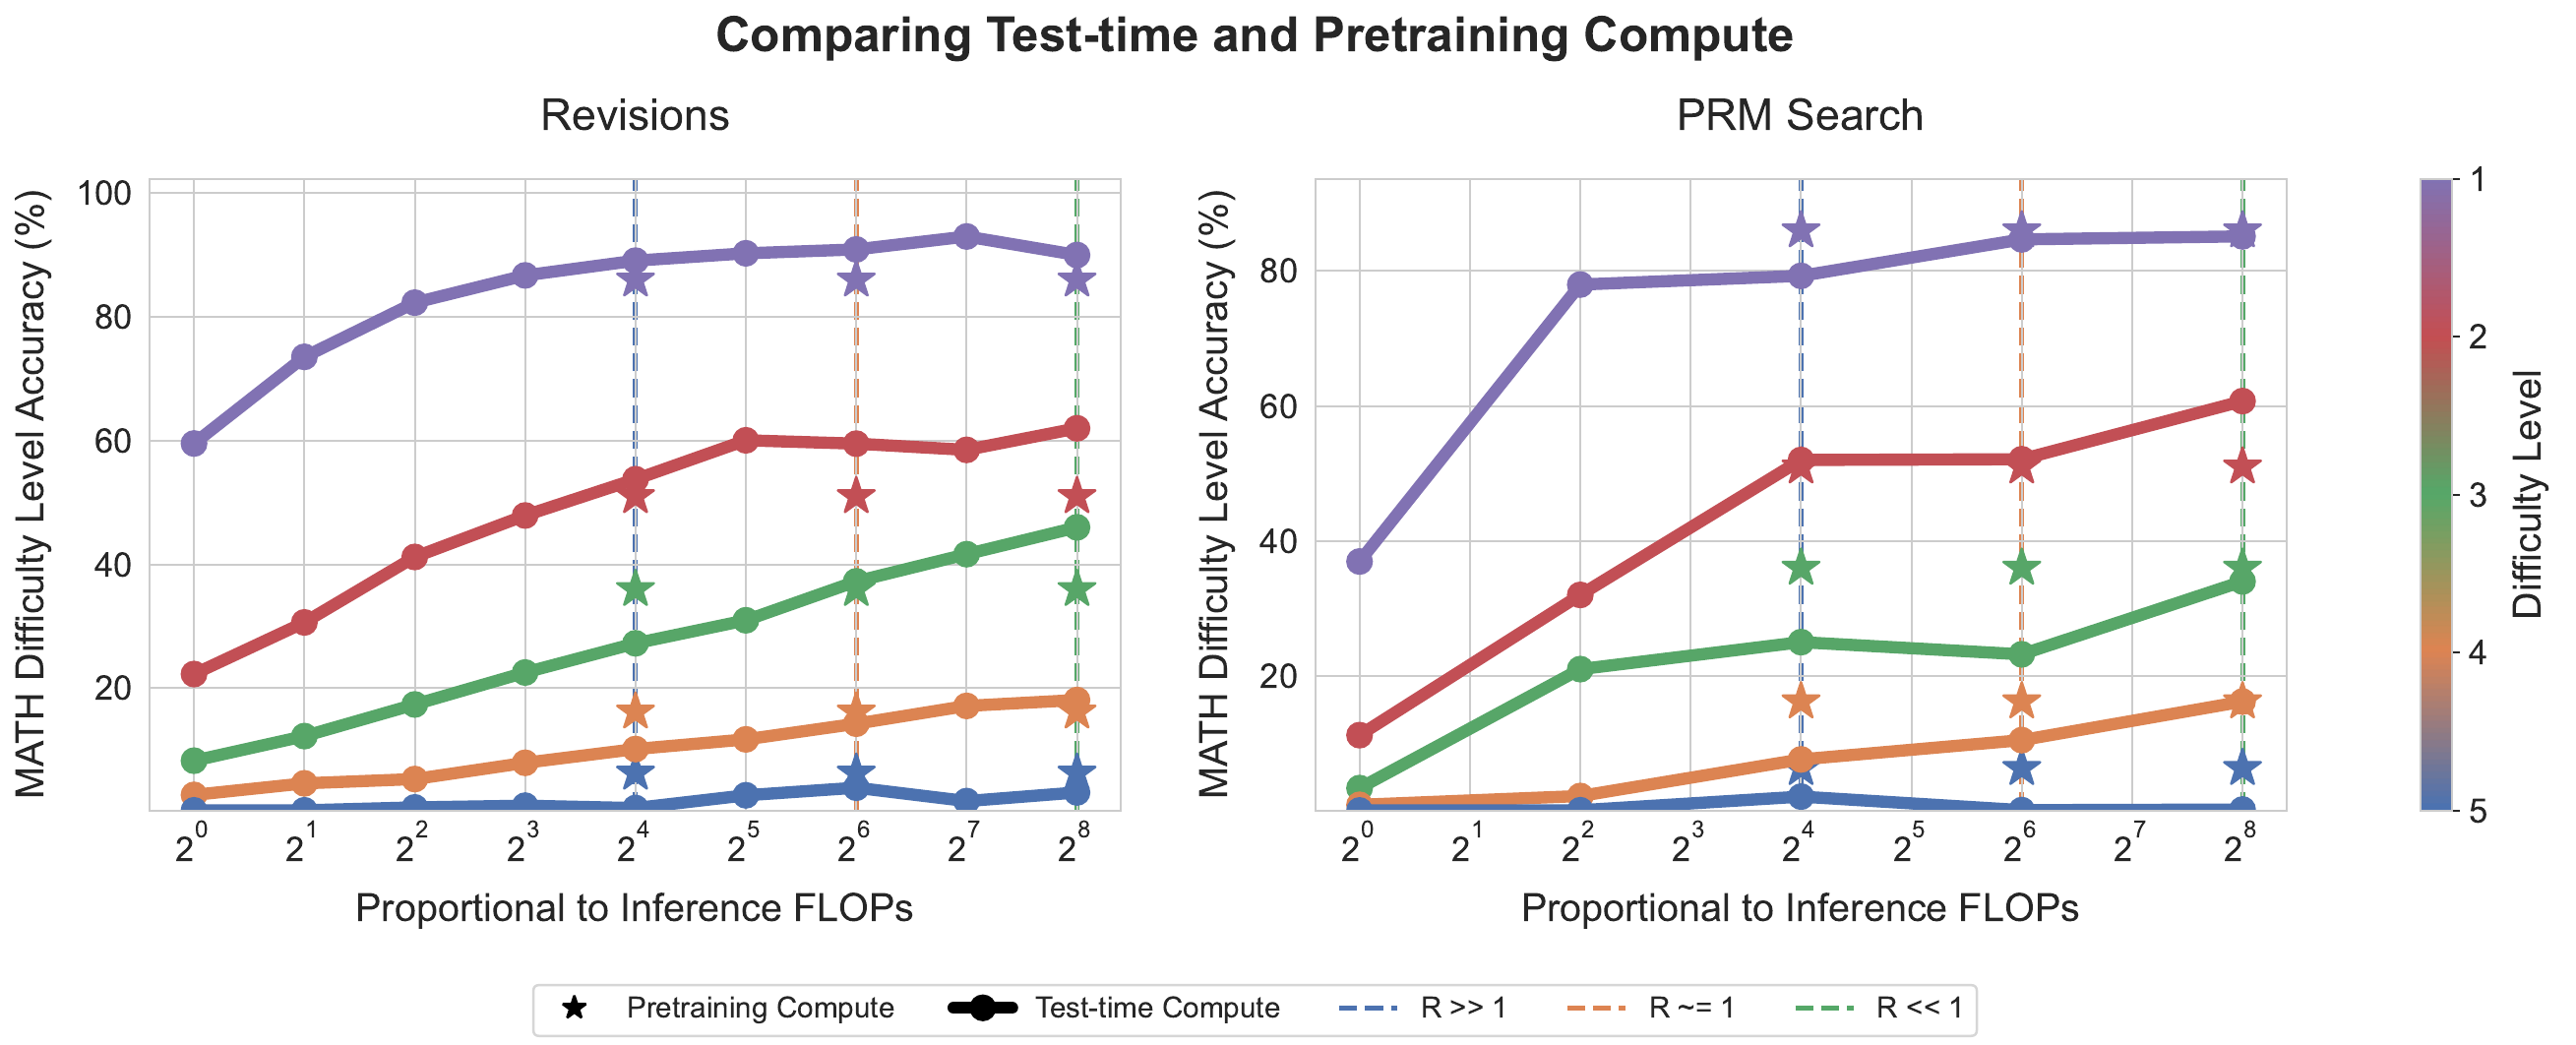 Comparing Test-time and Pretraining Compute
Revisions
MATH Difficulty Level Accuracy (%)
100
80
60
40
20
2^0 2^1 2^2 2^3 2^4 2^5 2^6 2^7 2^8
Proportional to Inference FLOPs
PRM Search
MATH Difficulty Level Accuracy (%)
80
60
40
20
2^0 2^1 2^2 2^3 2^4 2^5 2^6 2^7 2^8
Proportional to Inference FLOPs
1
2
3
4
5
Difficulty Level
Pretraining Compute Test-time Compute R >> 1 R ~= 1 R << 1